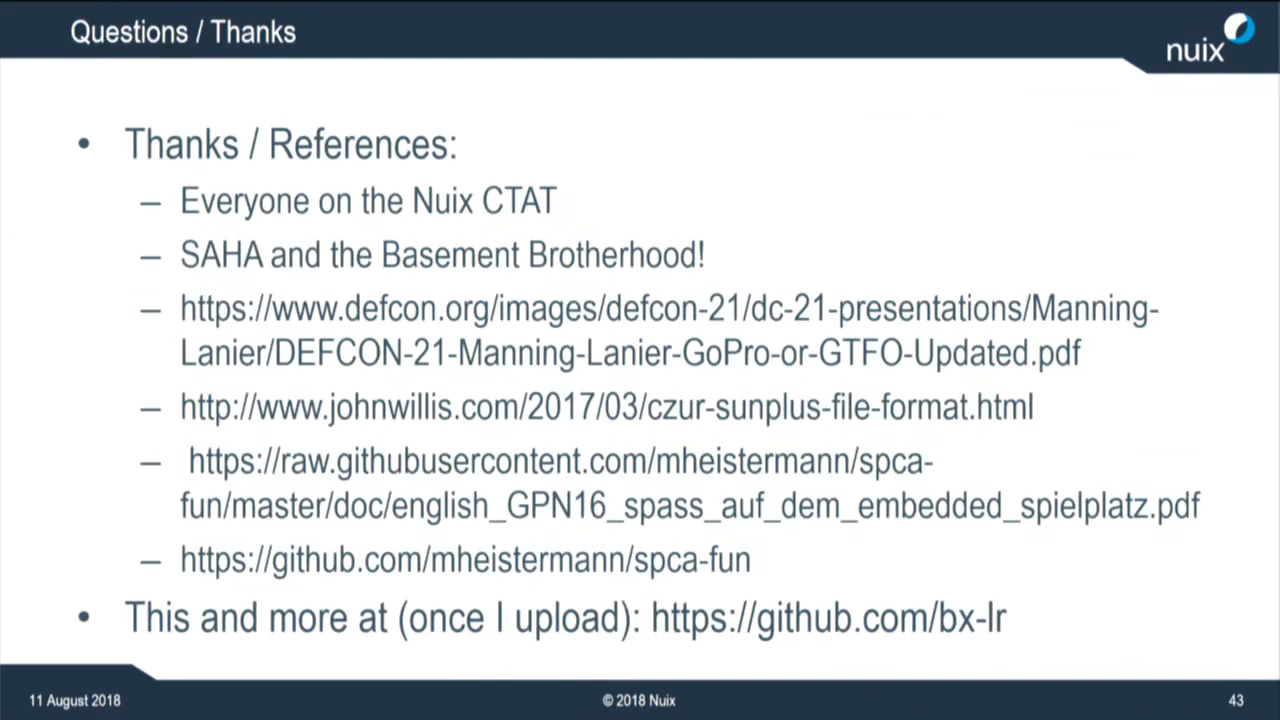 Questions / Thanks
nuix
• Thanks / References:
– Everyone on the Nuix CTAT
– SAHA and the Basement Brotherhood!
– https://www.defcon.org/images/defcon-21/dc-21-presentations/Manning-
Lanier/DEFCON-21-Manning-Lanier-GoPro-or-GTFO-Updated.pdf
– http://www.johnwillis.com/2017/03/czur-sunplus-file-format.html
– https://raw.githubusercontent.com/mheistermann/spca-
fun/master/doc/english_GPN16_spass_auf_dem_embedded_spielplatz.pdf
– https://github.com/mheistermann/spca-fun
• This and more at (once I upload): https://github.com/bx-lr
11 August 2018
© 2018 Nuix
43